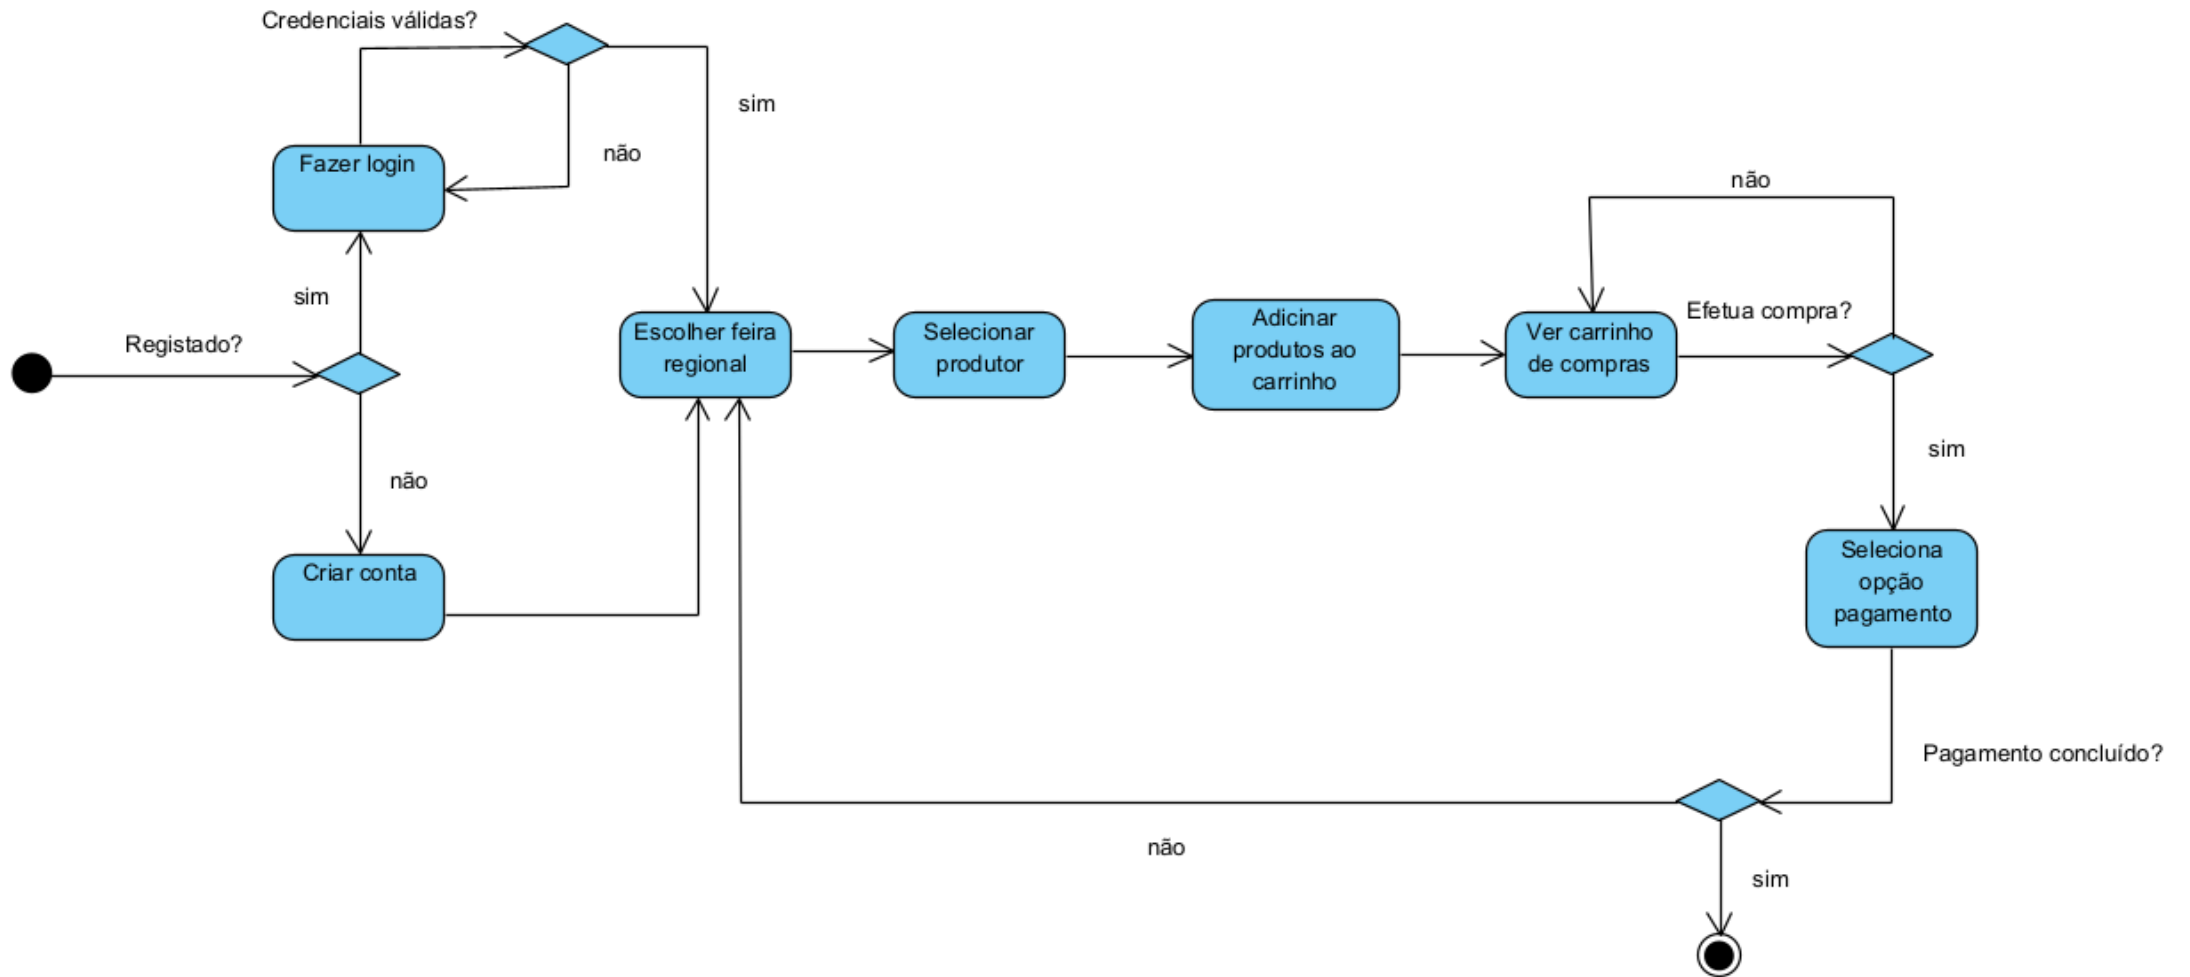 Credenciais válidas?
sim
não
Fazer login
sim
Registado?
não
Criar conta
Escolher feira
regional
Selecionar
produtor
Adicinar
produtos ao
carrinho
Ver carrinho
de compras
não
Efetua compra?
sim
Seleciona
opção
pagamento
Pagamento concluído?
não
sim